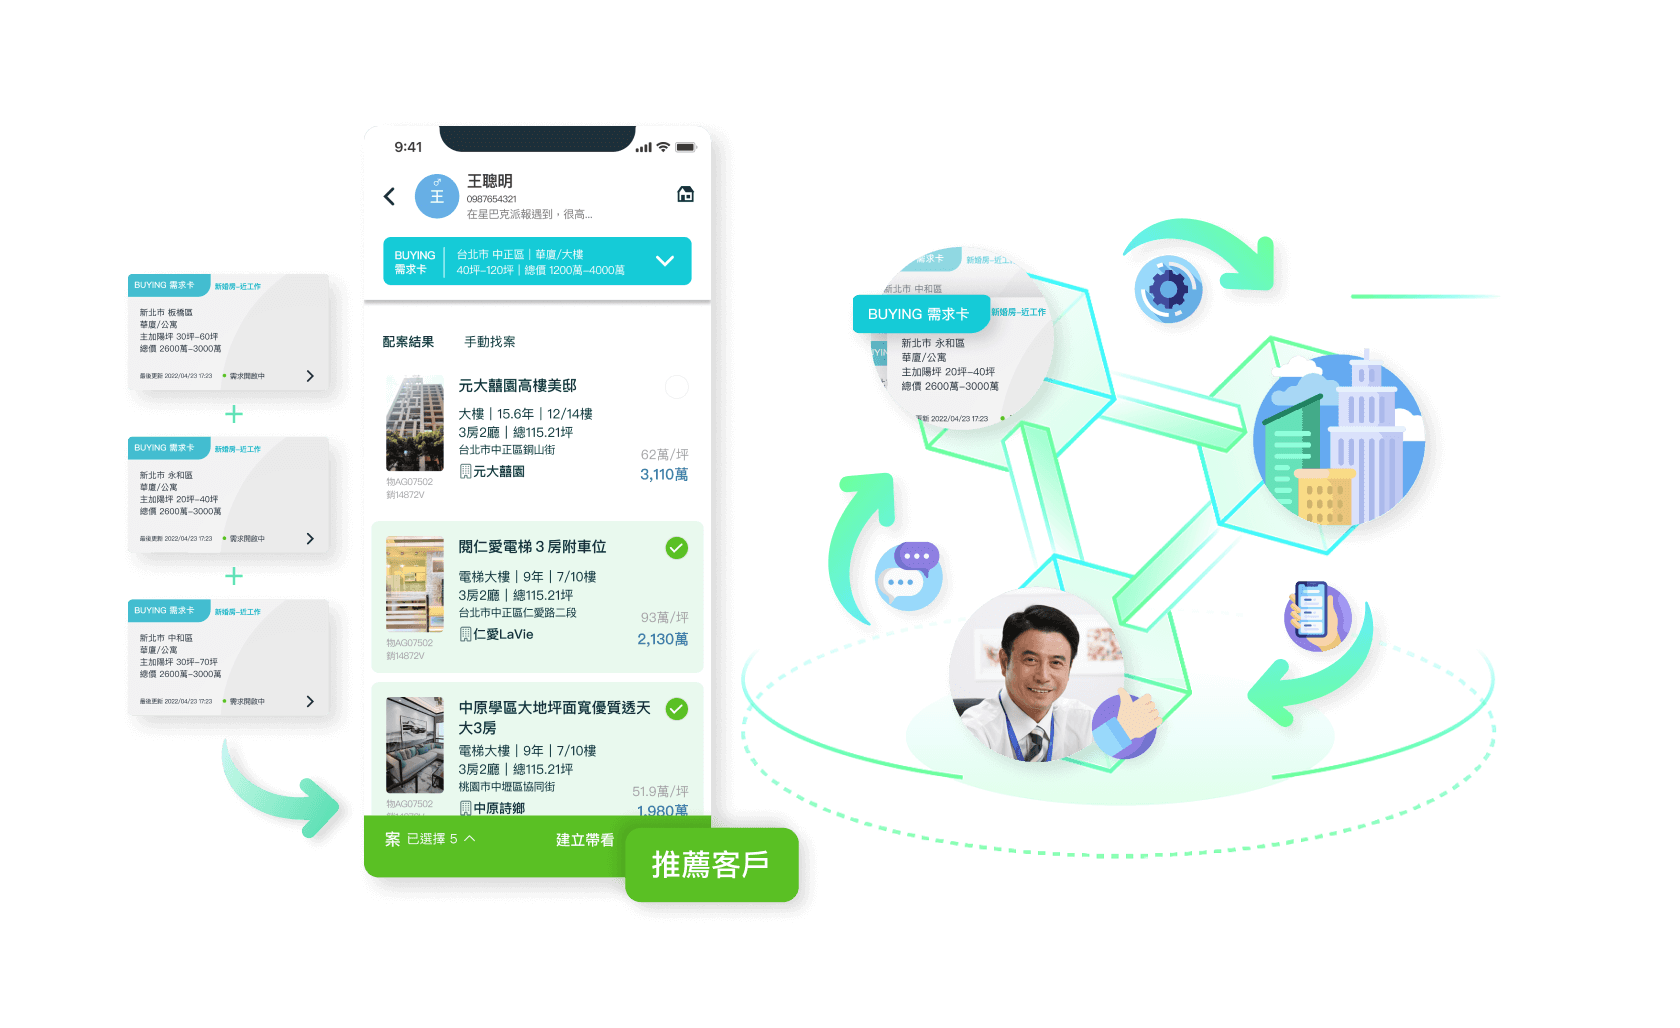 BUYING 需求卡
新婚房-近工作
新北市 板橋區
華廈/公寓
主加陽坪 30坪-60坪
總價 2600萬-3000萬
最後更新 2022/04/23 17:23
需求開啟中
+
BUYING 需求卡
新婚房-近工作
新北市 永和區
華廈/公寓
主加陽坪 20坪-40坪
總價 2600萬-3000萬
最後更新 2022/04/23 17:23
需求開啟中
+
BUYING 需求卡
新婚房-近工作
新北市 中和區
華廈/公寓
主加陽坪 30坪-70坪
總價 2600萬-3000萬
最後更新 2022/04/23 17:23
需求開啟中
9:41
王
王聰明
0987654321
在星巴克派報遇到，很高...
BUYING
需求卡
台北市 中正區｜華廈/大樓
40坪-120坪｜總價 1200萬-4000萬
配案結果
手動找案
元大囍園高樓美邸
大樓｜15.6年｜12/14樓
3房2廳｜總115.21坪
台北市中正區銅山街
元大囍園
62萬/坪
3,110萬
物AG07502
銷14872V
閱仁愛電梯３房附車位
電梯大樓｜9年｜7/10樓
3房2廳｜總115.21坪
台北市中正區仁愛路二段
仁愛LaVie
93萬/坪
2,130萬
物AG07502
銷14872V
中原學區大地坪面寬優質透天
大3房
電梯大樓｜9年｜7/10樓
3房2廳｜總115.21坪
桃園市中壢區協同街
中原詩鄉
51.9萬/坪
1,980萬
物AG07502
案 已選擇 5
建立帶看
推薦客戶
需求卡
新婚房-近工
新北市 中和區
BUYING 需求卡
新婚房-近工作
新北市 永和區
華廈/公寓
主加陽坪 20坪-40坪
總價 2600萬-3000萬
更新 2022/04/23 17:23